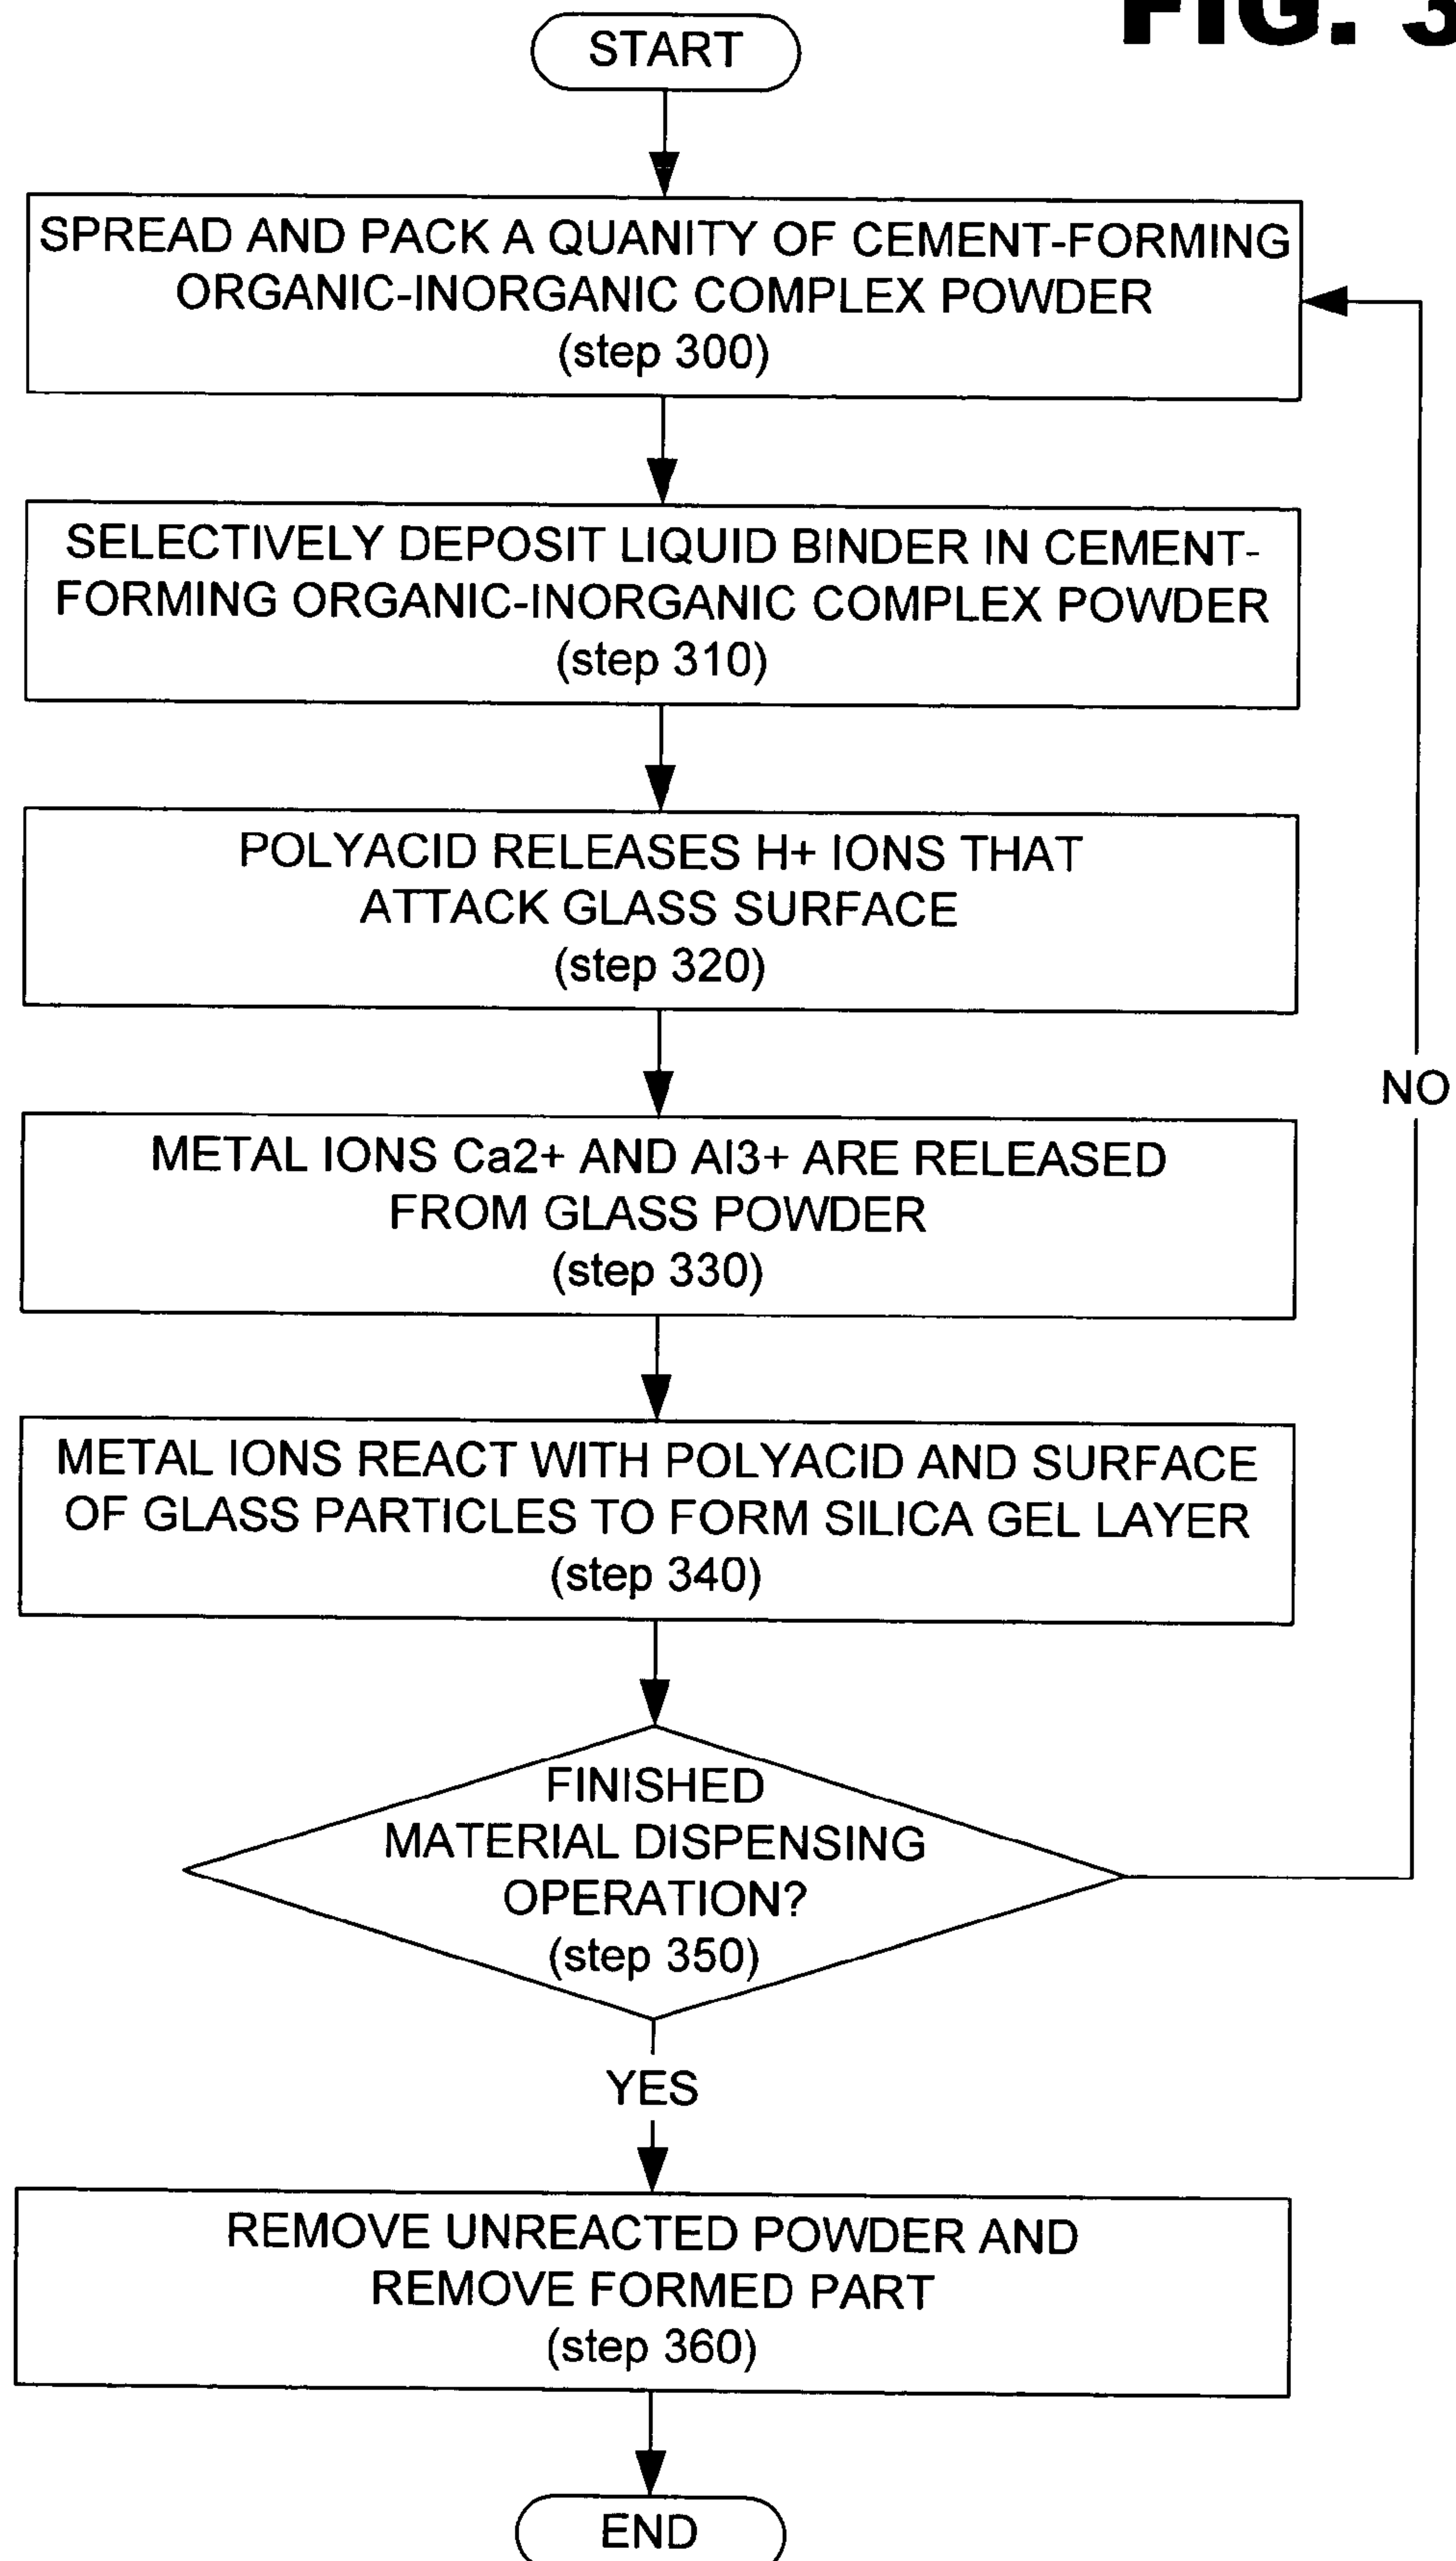 FIG. 3
START
SPREAD AND PACK A QUANITY OF CEMENT-FORMING
ORGANIC-INORGANIC COMPLEX POWDER
(step 300)
SELECTIVELY DEPOSIT LIQUID BINDER IN CEMENT-
FORMING ORGANIC-INORGANIC COMPLEX POWDER
(step 310)
POLYACID RELEASES H+ IONS THAT
ATTACK GLASS SURFACE
(step 320)
NO
METAL IONS Ca2+ AND Al3+ ARE RELEASED
FROM GLASS POWDER
(step 330)
METAL IONS REACT WITH POLYACID AND SURFACE
OF GLASS PARTICLES TO FORM SILICA GEL LAYER
(step 340)
FINISHED
MATERIAL DISPENSING
OPERATION?
(step 350)
YES
REMOVE UNREACTED POWDER AND
REMOVE FORMED PART
(step 360)
END